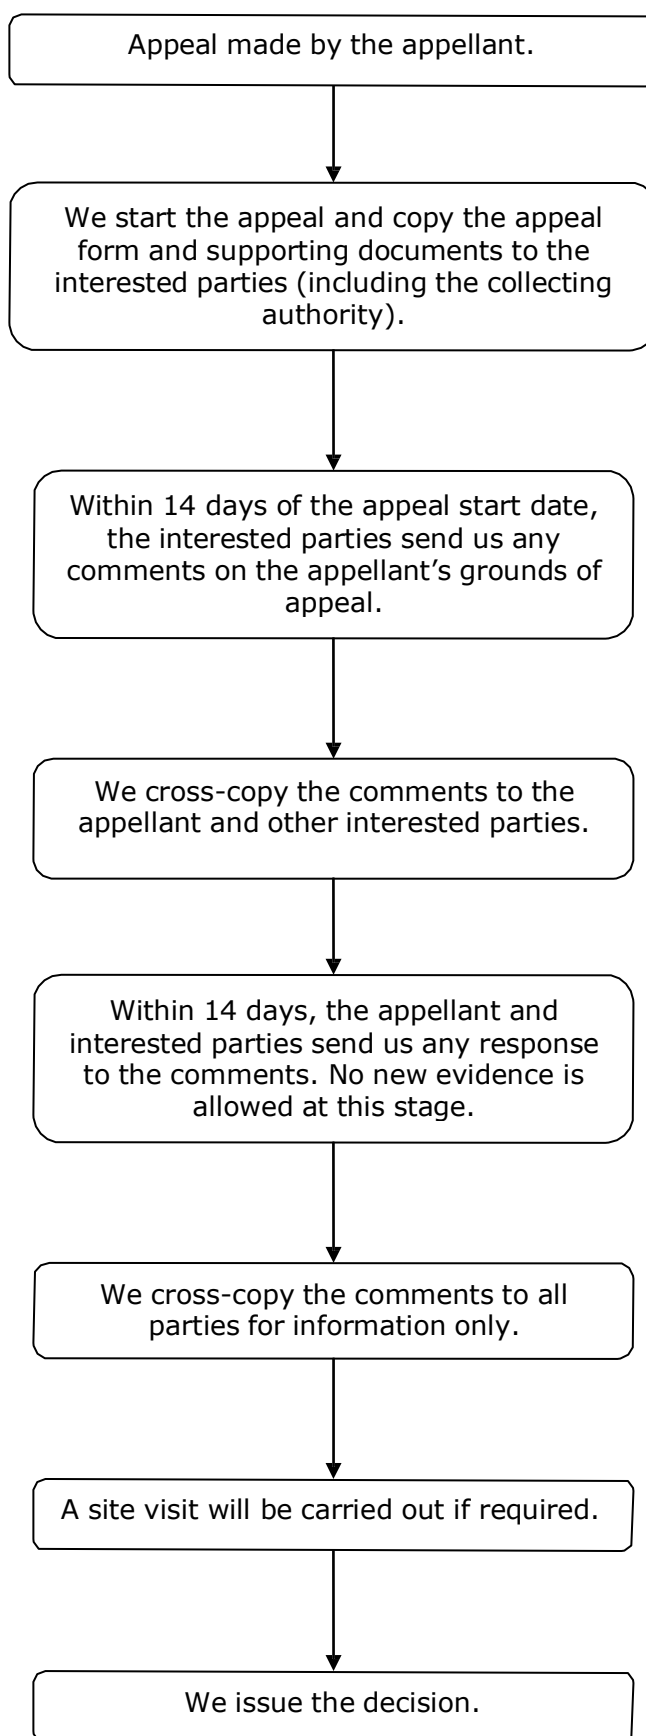 Appeal made by the appellant.
We start the appeal and copy the appeal
form and supporting documents to the
interested parties (including the collecting
authority).
Within 14 days of the appeal start date,
the interested parties send us any
comments on the appellant’s grounds of
appeal.
We cross-copy the comments to the
appellant and other interested parties.
Within 14 days, the appellant and
interested parties send us any response
to the comments. No new evidence is
allowed at this stage.
We cross-copy the comments to all
parties for information only.
A site visit will be carried out if required.
We issue the decision.